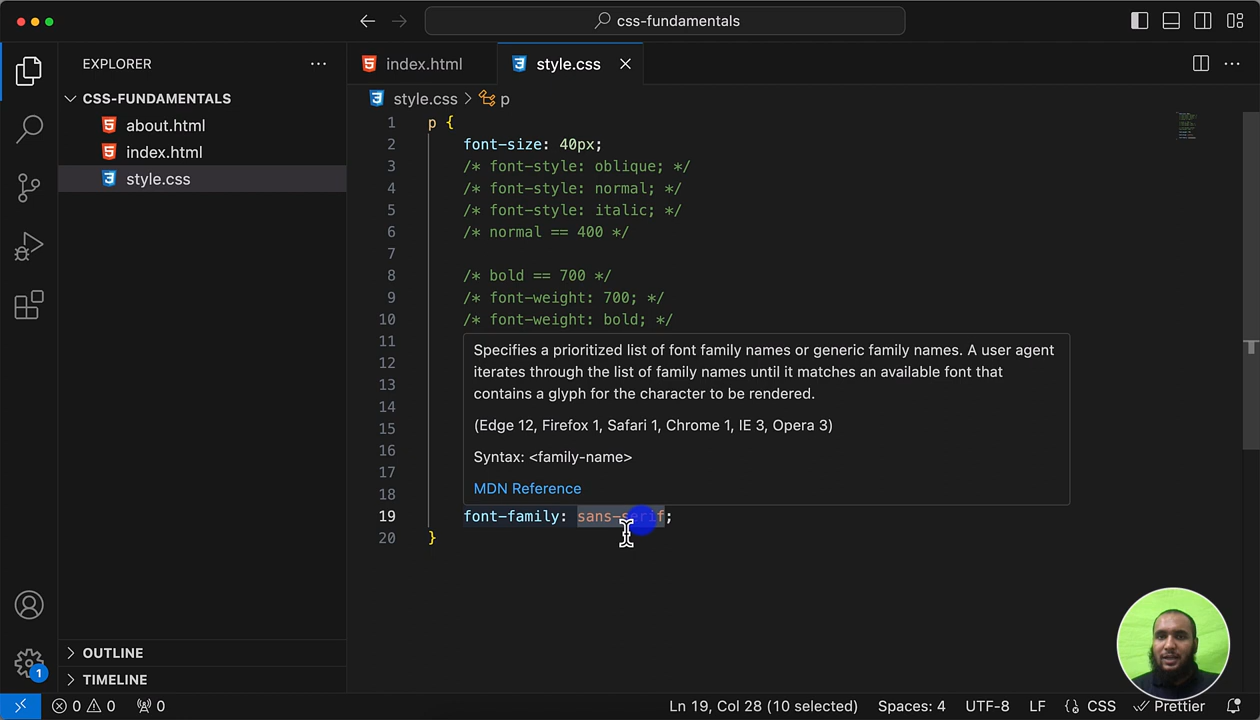 css-fundamentals
EXPLORER
index.html
style.css
CSS-FUNDAMENTALS
about.html
index.html
style.css
style.css > p
1 p {
2 font-size: 40px;
3 /* font-style: oblique; */
4 /* font-style: normal; */
5 /* font-style: italic; */
6 /* normal == 400 */
7
8 /* bold == 700 */
9 /* font-weight: 700; */
10 /* font-weight: bold; */
11
12
13
14
15
16
17
18
Specifies a prioritized list of font family names or generic family names. A user agent
iterates through the list of family names until it matches an available font that
contains a glyph for the character to be rendered.
(Edge 12, Firefox 1, Safari 1, Chrome 1, IE 3, Opera 3)
Syntax: <family-name>
MDN Reference
19 font-family: sans-serif;
20 }
OUTLINE
TIMELINE
1
0 0 0
Ln 19, Col 28 (10 selected) Spaces: 4 UTF-8 LF {} CSS Prettier